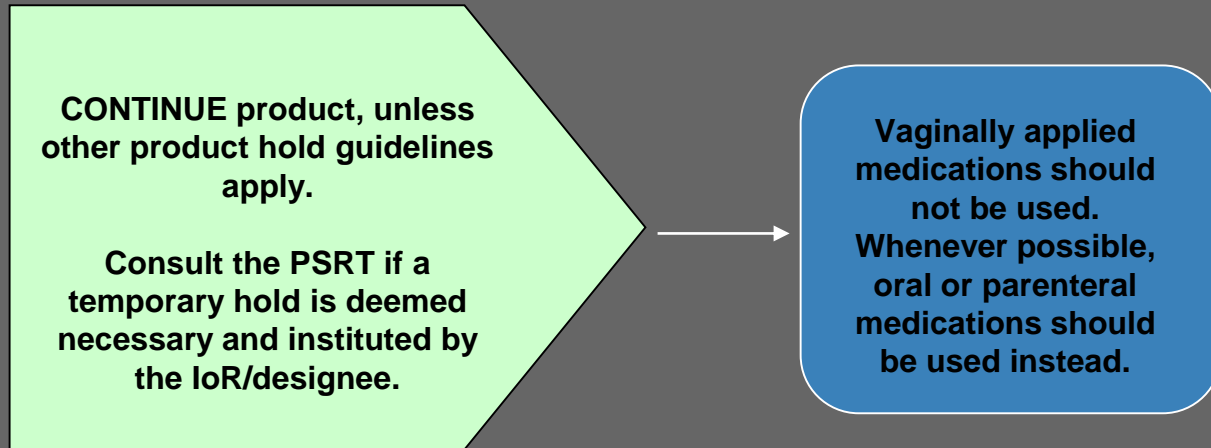 CONTINUE product, unless
other product hold guidelines
apply.
Consult the PSRT if a
temporary hold is deemed
necessary and instituted by
the IoR/designee.
Vaginally applied
medications should
not be used.
Whenever possible,
oral or parenteral
medications should
be used instead.